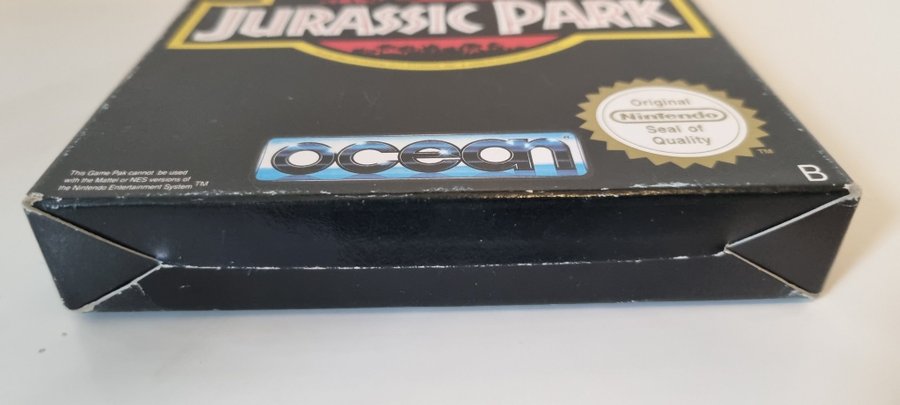 JURASSIC PARK
Original
Nintendo
Seal of
Quality
TM
ocean
This Game Pak cannot be used
with the Mattel or NES versions of
the Nintendo Entertainment System TM
B